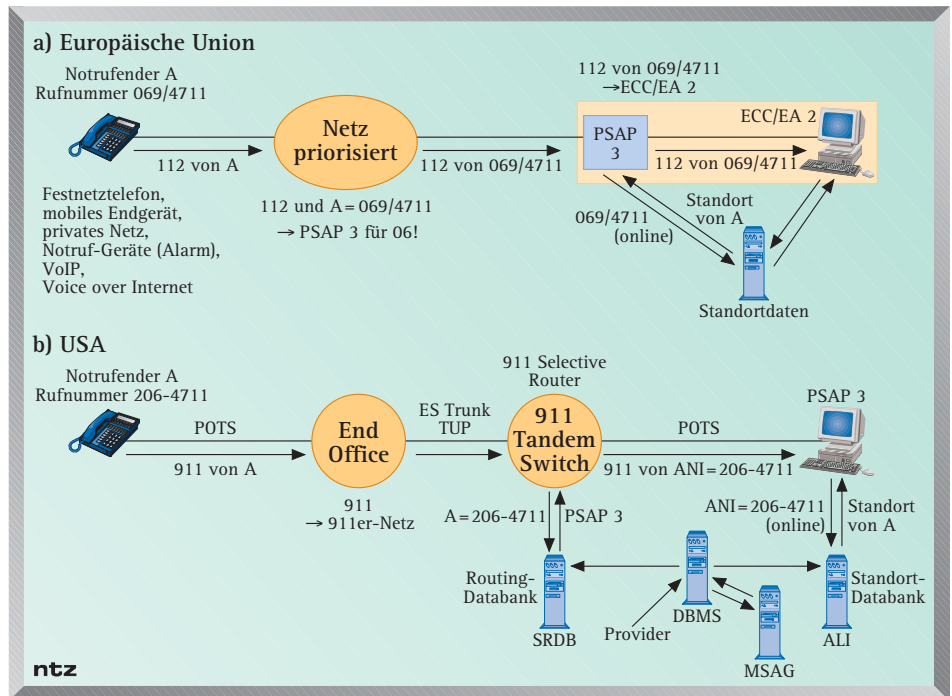 a) Europäische Union
Notrufender A
Rufnummer 069/4711
112 von A
Festnetztelefon,
mobiles Endgerät,
privates Netz,
Notruf-Geräte (Alarm),
VoIP,
Voice over Internet
Netz
priorisiert
112 und A=069/4711
→ PSAP 3 für 06!
112 von 069/4711
112 von 069/4711
→ECC/EA 2
PSAP
3
ECC/EA 2
112 von 069/4711
069/4711
(online)
Standort
von A
Standortdaten
b) USA
Notrufender A
Rufnummer 206-4711
POTS
911 von A
End
Office
911
→ 911er-Netz
ES Trunk
TUP
911 Selective
Router
911
Tandem
Switch
POTS
911 von ANI=206-4711
PSAP 3
A=206-4711
PSAP 3
ANI=206-4711
(online)
Standort
von A
Routing-
Databank
SRDB
Provider
DBMS
MSAG
Standort-
Databank
ALI
ntz